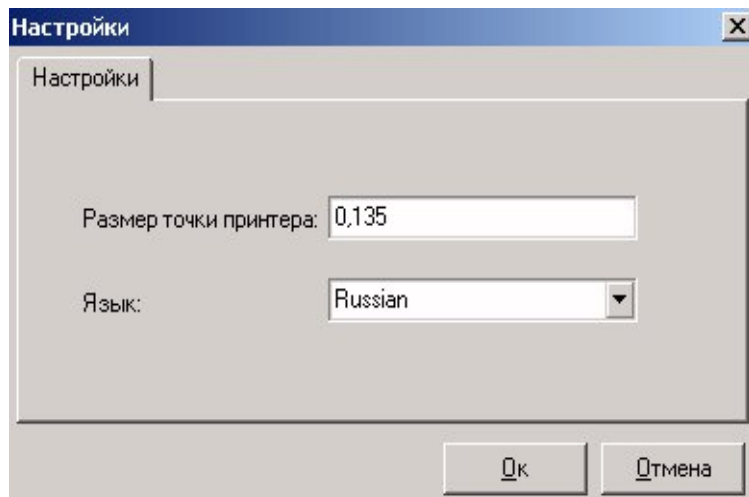 Настройки
Настройки
Размер точки принтера: 0,135
Язык: Russian
Ок Отмена